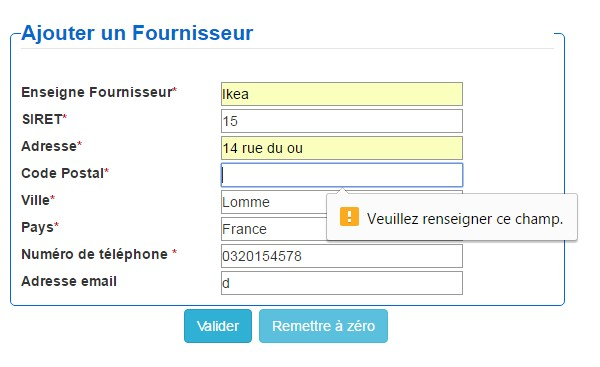 Ajouter un Fournisseur
Enseigne Fournisseur* Ikea
SIRET* 15
Adresse* 14 rue du ou
Code Postal*
Ville* Lomme
Veuillez renseigner ce champ.
Pays* France
Numéro de téléphone * 0320154578
Adresse email d
Valider Remettre à zéro